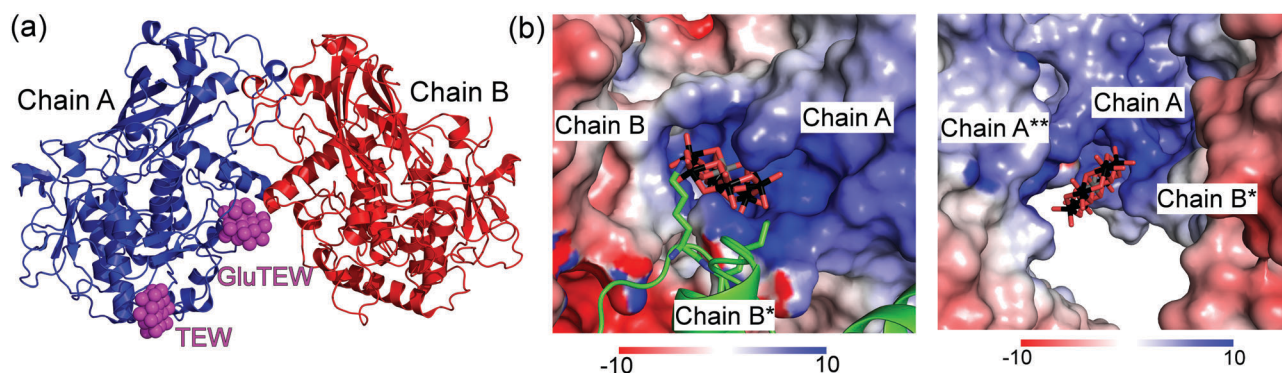 (a)
Chain A
Chain B
GluTEW
TEW
(b)
Chain B
Chain A
Chain B*
-10
10
Chain A**
Chain A
Chain B*
-10
10